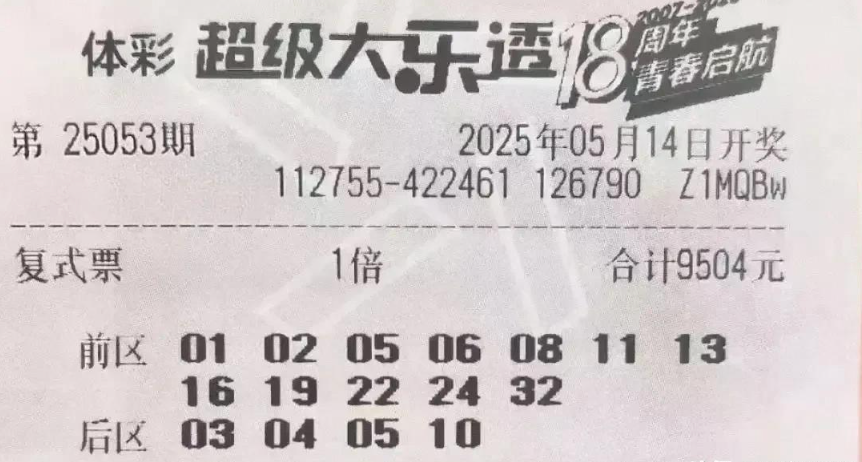 体彩 超级大乐透 18 周年 青春启航
第 25053期 2025年05月14日开奖
112755-422461 126790 Z1MQBw
复式票 1倍 合计9504元
前区 01 02 05 06 08 11 13
16 19 22 24 32
后区 03 04 05 10